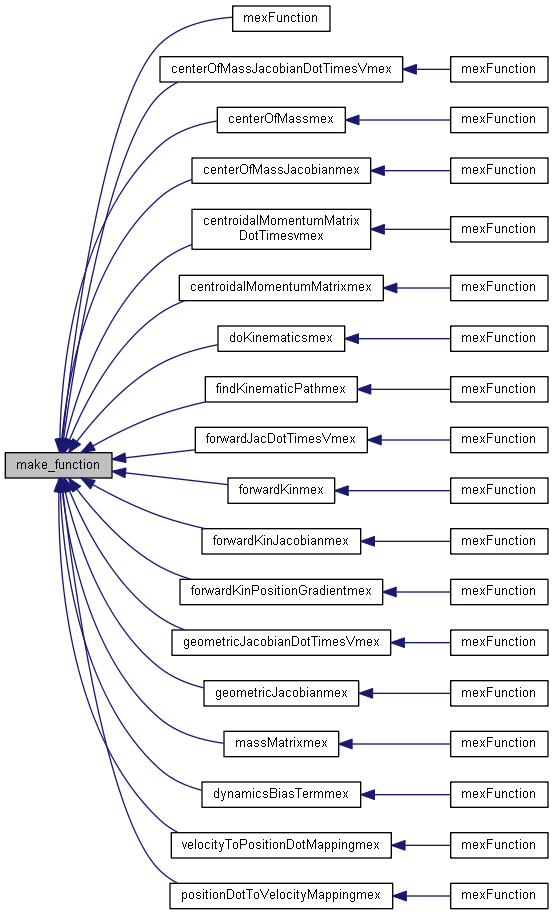 mexFunction
centerOfMassJacobianDotTimesVmex
mexFunction
centerOfMassmex
mexFunction
centerOfMassJacobianmex
mexFunction
centroidalMomentumMatrix
DotTimesvmex
mexFunction
centroidalMomentumMatrixmex
mexFunction
doKinematicsmex
mexFunction
findKinematicPathmex
mexFunction
forwardJacDotTimesVmex
mexFunction
make_function
forwardKinmex
mexFunction
forwardKinJacobianmex
mexFunction
forwardKinPositionGradientmex
mexFunction
geometricJacobianDotTimesVmex
mexFunction
geometricJacobianmex
mexFunction
massMatrixmex
mexFunction
dynamicsBiasTermmex
mexFunction
velocityToPositionDotMappingmex
mexFunction
positionDotToVelocityMappingmex
mexFunction